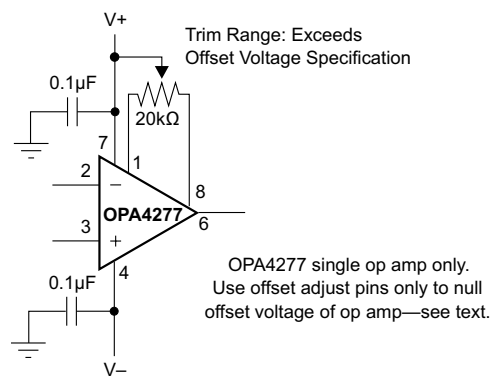 V+
Trim Range: Exceeds
Offset Voltage Specification
0.1µF
20kΩ
7
1
2
8
−
OPA4277
6
3
+
4
0.1µF
OPA4277 single op amp only.
Use offset adjust pins only to null
offset voltage of op amp—see text.
V−